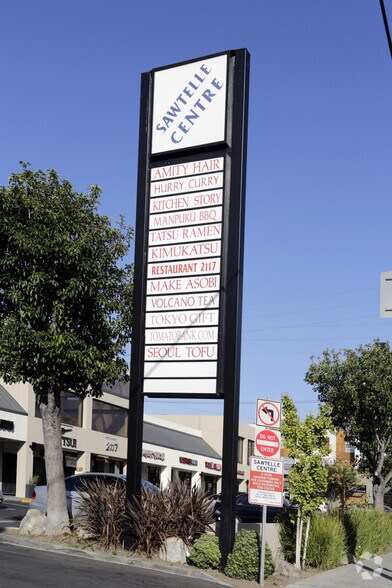 SAWTELLE
CENTRE
AMITY HAIR
HURRY CURRY
KITCHEN STORY
MANPUKU BBQ
TATSU RAMEN
KIMUKATSU
RESTAURANT 2117
MAKE ASOBI
VOLCANO TEA
TOKYO GIFT
TOMATOBANK.COM
SEOUL TOFU
DO NOT
ENTER
SAWTELLE
CENTRE
2119